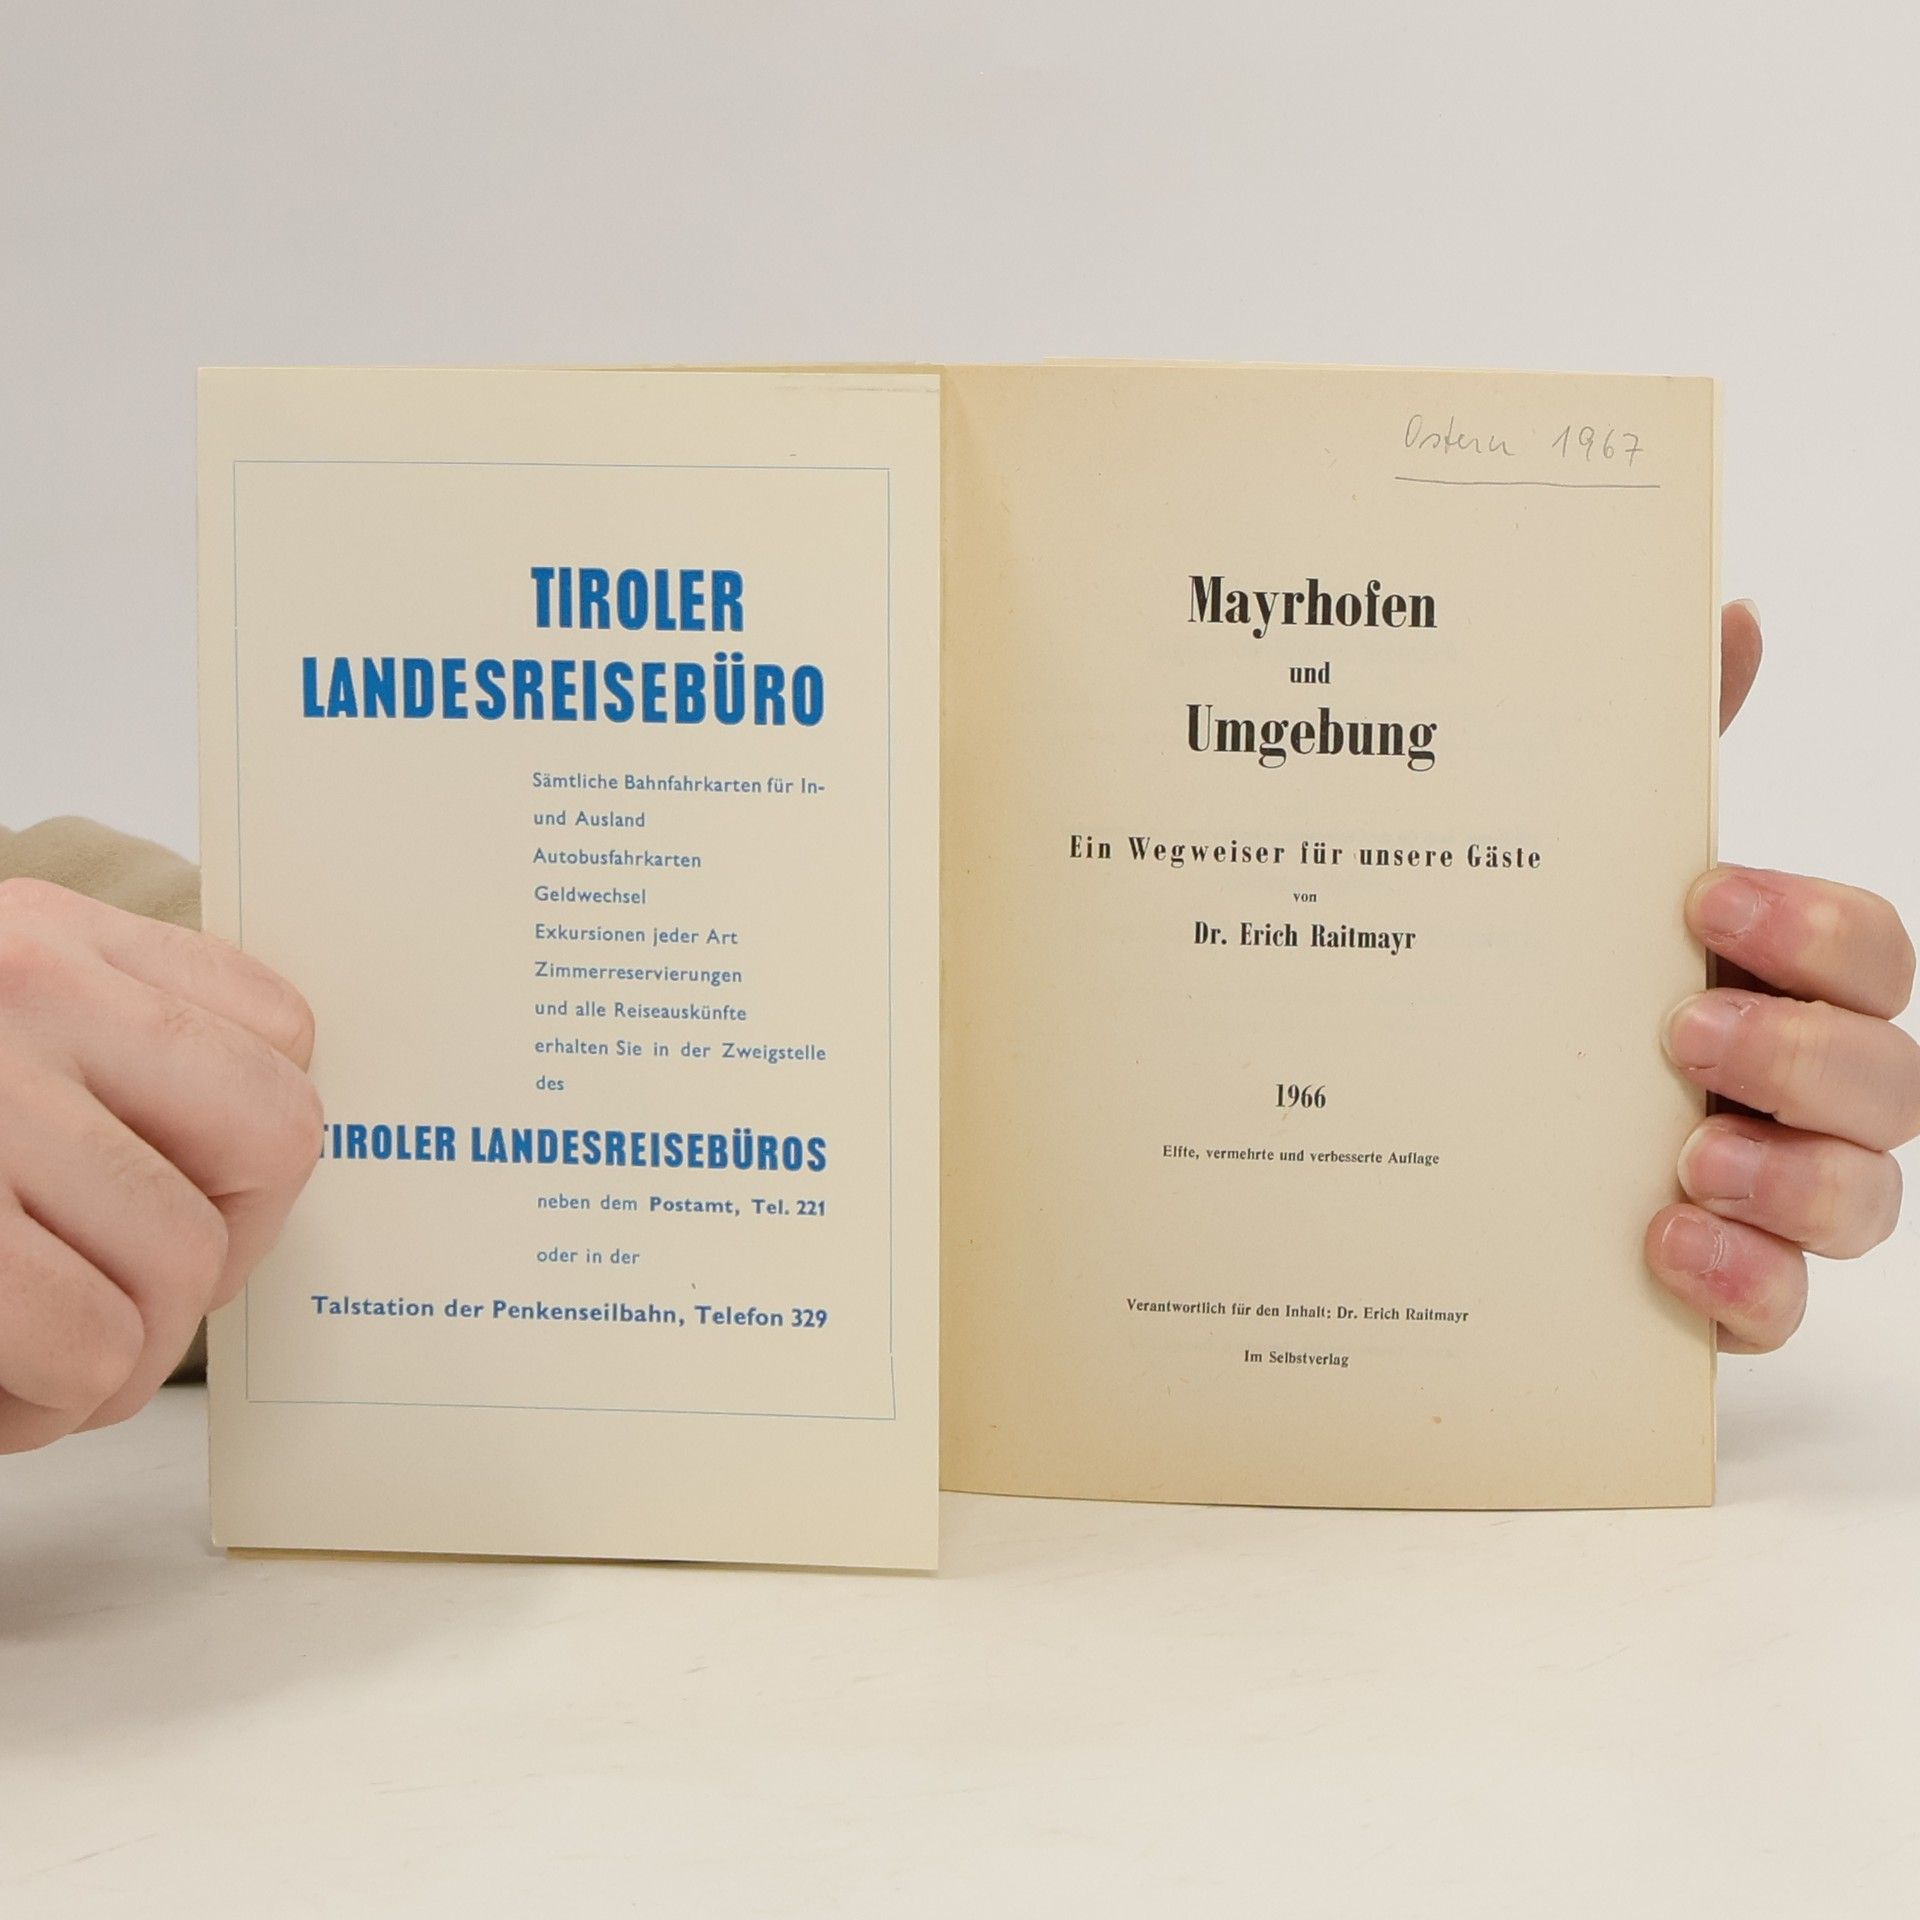 TIROLER
LANDESREISEBÜRO
Sämtliche Bahnfahrkarten für In-
und Ausland
Autobusfahrkarten
Geldwechsel
Exkursionen jeder Art
Zimmerreservierungen
und alle Reiseauskünfte
erhalten Sie in der Zweigstelle
des
TIROLER LANDESREISEBÜROS
neben dem Postamt, Tel. 221
oder in der
Talstation der Penkenseilbahn, Telefon 329
Ostern 1967
Mayrhofen
und
Umgebung
Ein Wegweiser für unsere Gäste
von
Dr. Erich Raitmayr
1966
Elfte, vermehrte und verbesserte Auflage
Verantwortlich für den Inhalt: Dr. Erich Raitmayr
Im Selbstverlag